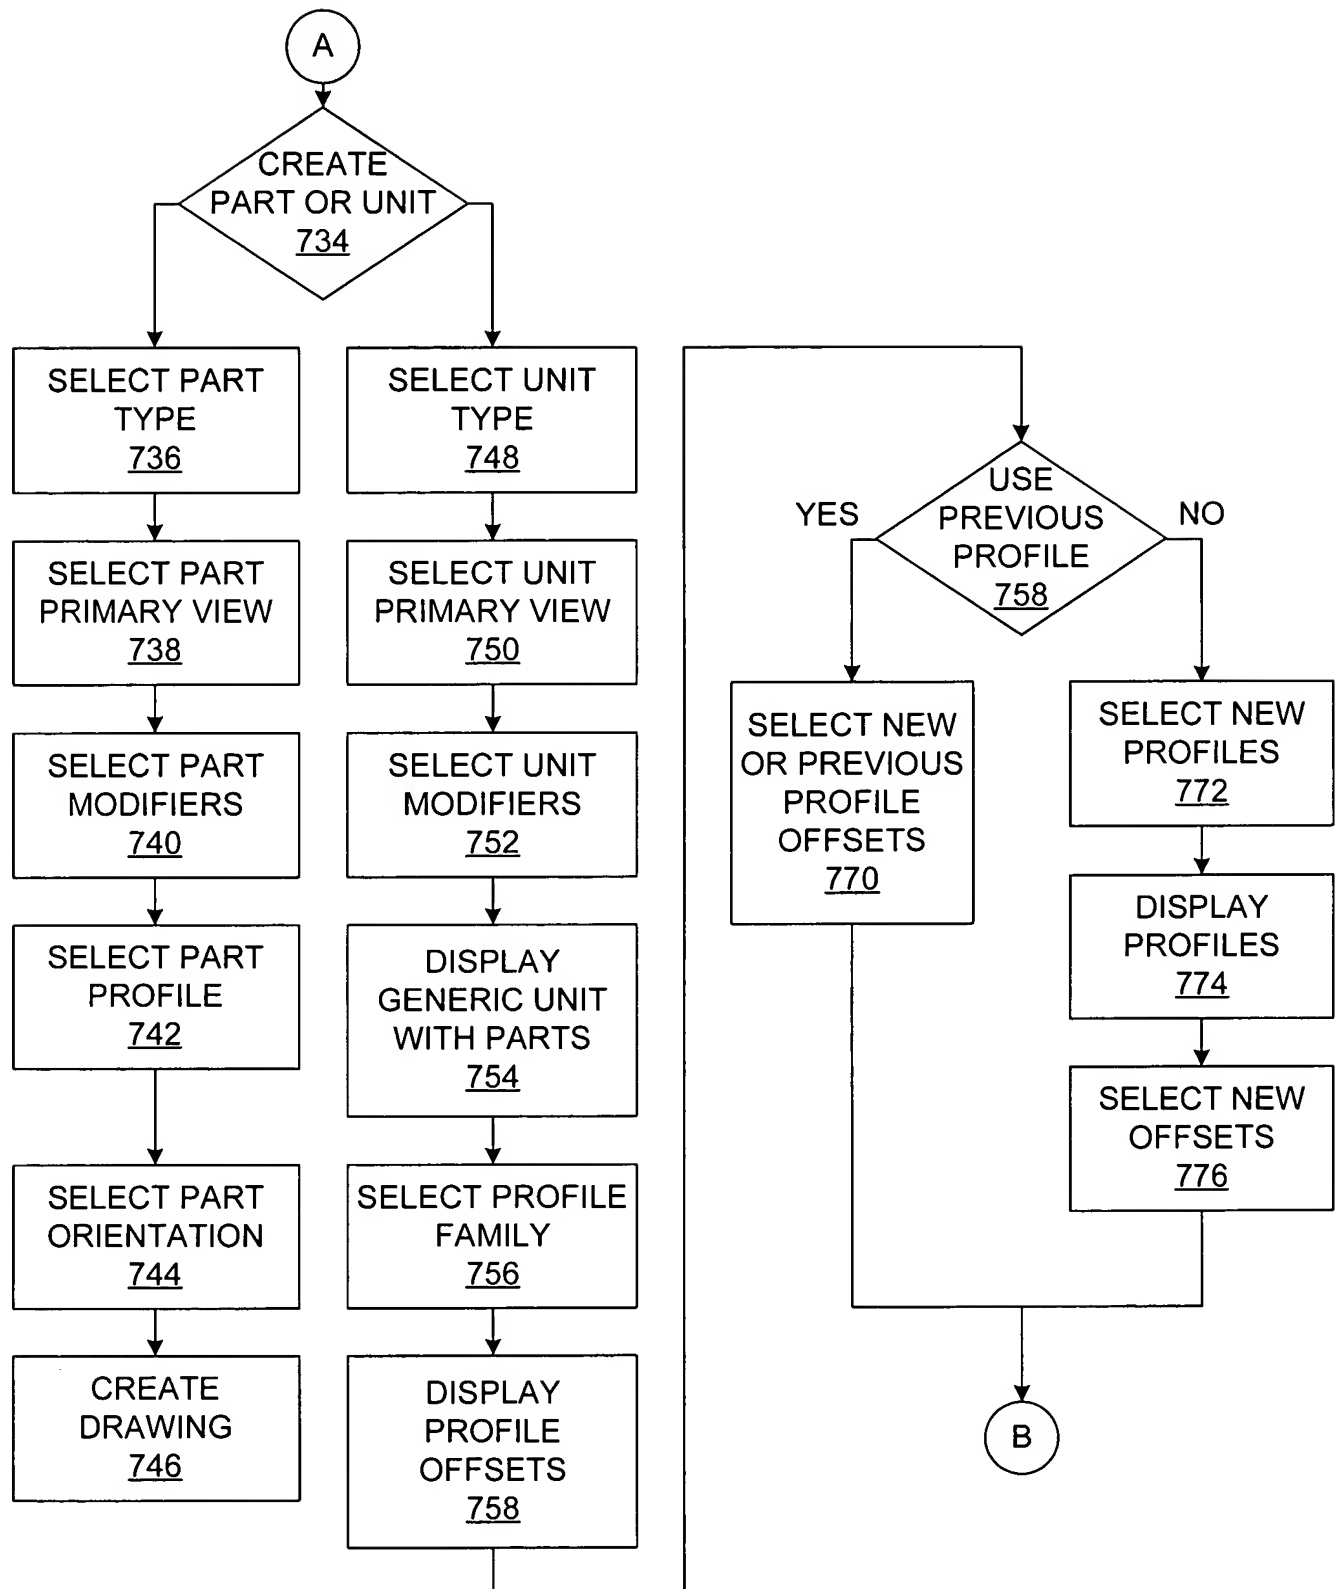 A
CREATE
PART OR UNIT
734
SELECT PART
TYPE
736
SELECT PART
PRIMARY VIEW
738
SELECT PART
MODIFIERS
740
SELECT PART
PROFILE
742
SELECT PART
ORIENTATION
744
CREATE
DRAWING
746
SELECT UNIT
TYPE
748
SELECT UNIT
PRIMARY VIEW
750
SELECT UNIT
MODIFIERS
752
DISPLAY
GENERIC UNIT
WITH PARTS
754
SELECT PROFILE
FAMILY
756
DISPLAY
PROFILE
OFFSETS
758
USE
PREVIOUS
PROFILE
758
YES
NO
SELECT NEW
OR PREVIOUS
PROFILE
OFFSETS
770
SELECT NEW
PROFILES
772
DISPLAY
PROFILES
774
SELECT NEW
OFFSETS
776
B